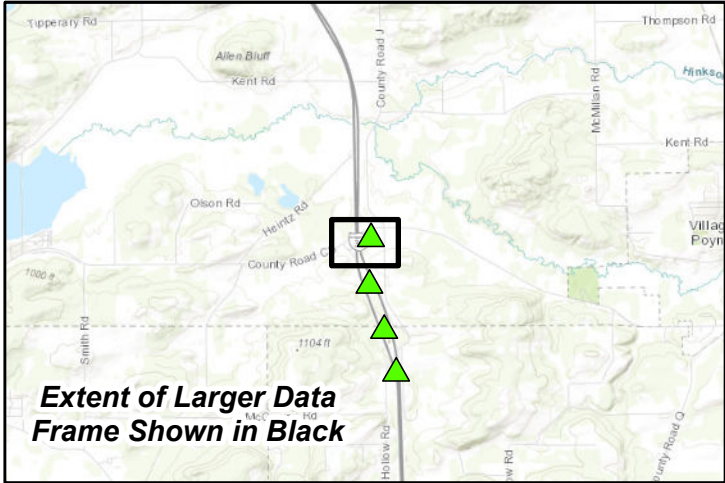 Tipperary Rd
Thompson Rd
Allen Bluff
County Road J
Kent Rd
McMillan Rd
Hinkson
Kent Rd
Olson Rd
Heintz Rd
Villag
Poyn
County Road C
1000 ft
Smith Rd
1104 ft
Extent of Larger Data
Frame Shown in Black
Rd
Hollow Rd
ow Rd
ounty Road Q